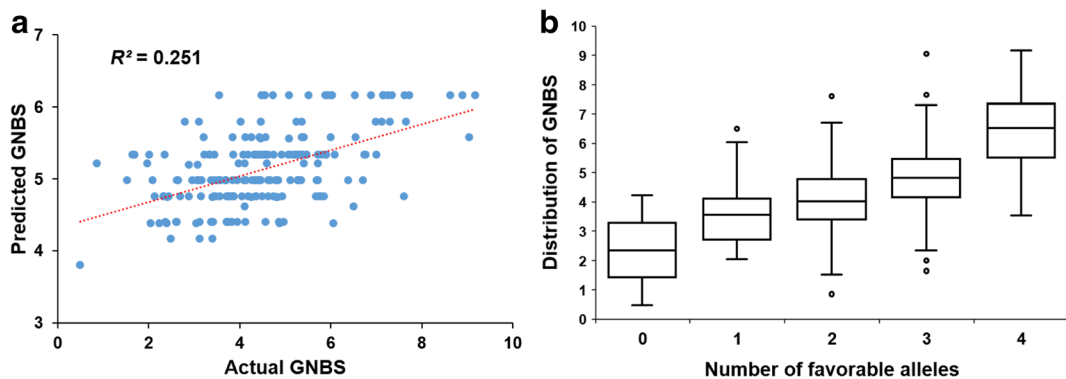 a
R² = 0.251
Predicted GNBS
7
6
5
4
3
0 2 4 6 8 10
Actual GNBS
b
Distribution of GNBS
10
9
8
7
6
5
4
3
2
1
0
0 1 2 3 4
Number of favorable alleles